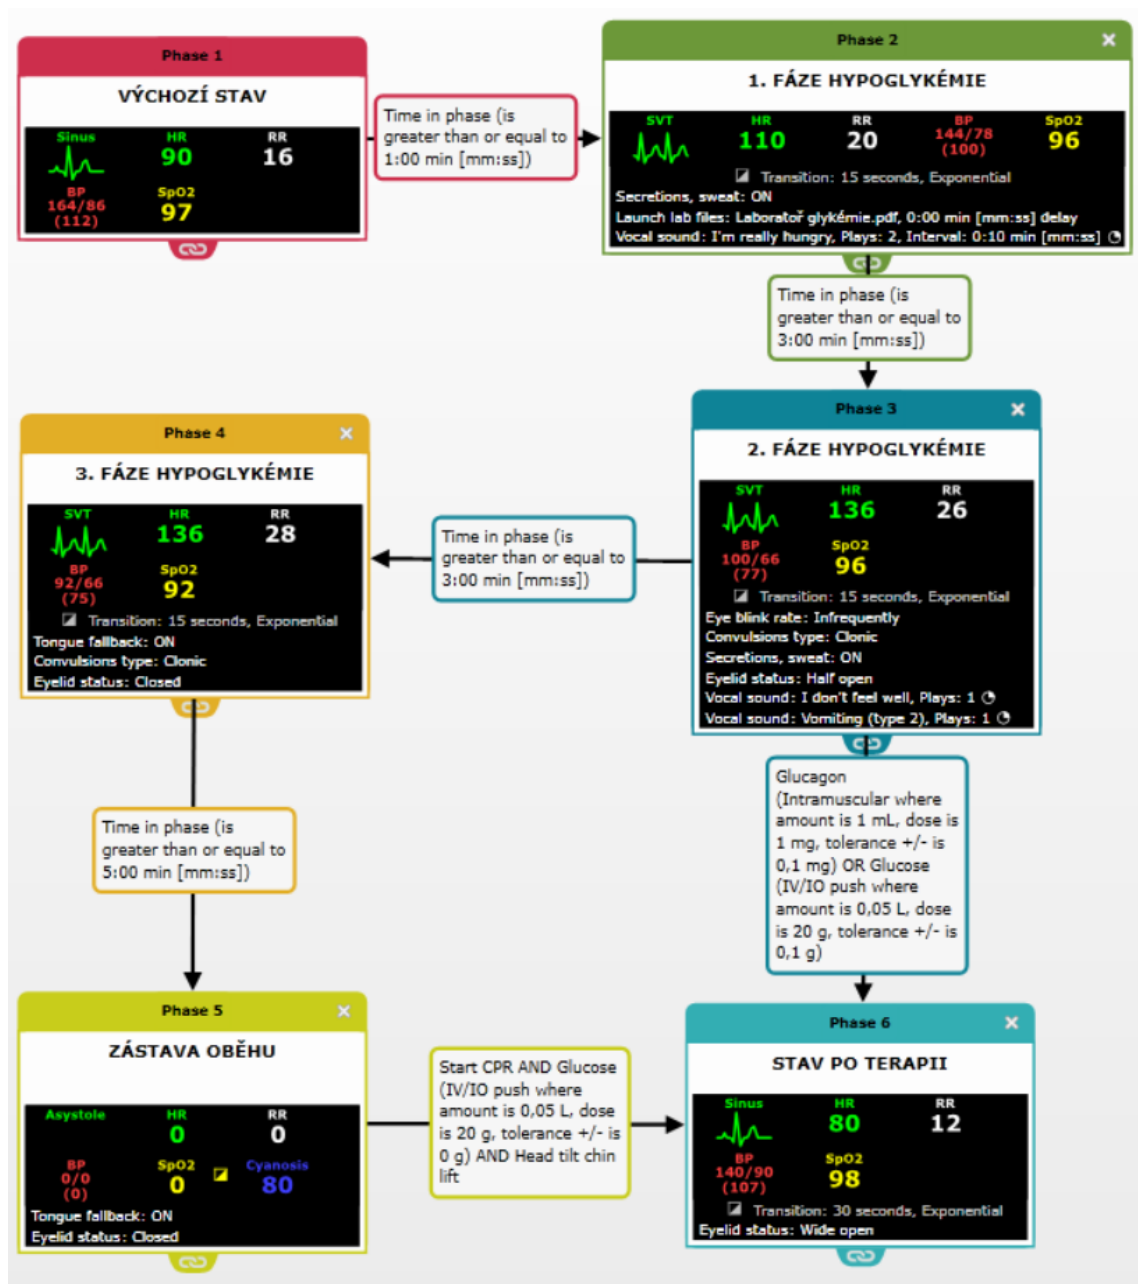 Phase 1
VÝCHOZÍ STAV
Sinus HR RR
90 16
BP SpO2
164/86 97
(112)
Time in phase (is
greater than or equal to
1:00 min [mm:ss])
Phase 2
1. FÁZE HYPOGLYKÉMIE
SVT HR RR BP SpO2
110 20 144/78 96
(100)
Transition: 15 seconds, Exponential
Secretions, sweat: ON
Launch lab files: Laboratoř glykémie.pdf, 0:00 min [mm:ss] delay
Vocal sound: I'm really hungry, Plays: 2, Interval: 0:10 min [mm:ss]
Time in phase (is
greater than or equal to
3:00 min [mm:ss])
Phase 3
2. FÁZE HYPOGLYKÉMIE
SVT HR RR
136 26
BP SpO2
100/66 96
(77)
Transition: 15 seconds, Exponential
Eye blink rate: Infrequently
Convulsions type: Clonic
Secretions, sweat: ON
Eyelid status: Half open
Vocal sound: I don't feel well, Plays: 1
Vocal sound: Vomiting (type 2), Plays: 1
Time in phase (is
greater than or equal to
3:00 min [mm:ss])
Phase 4
3. FÁZE HYPOGLYKÉMIE
SVT HR RR
136 28
BP SpO2
92/66 92
(75)
Transition: 15 seconds, Exponential
Tongue fallback: ON
Convulsions type: Clonic
Eyelid status: Closed
Time in phase (is
greater than or equal to
5:00 min [mm:ss])
Glucagon
(Intramuscular where
amount is 1 mL, dose is
1 mg, tolerance +/- is
0,1 mg) OR Glucose
(IV/IO push where
amount is 0,05 L, dose
is 20 g, tolerance +/- is
0,1 g)
Phase 5
ZÁSTAVA OBĚHU
Asystole HR RR
0 0
BP SpO2 Cyanosis
0/0 0 80
(0)
Tongue fallback: ON
Eyelid status: Closed
Start CPR AND Glucose
(IV/IO push where
amount is 0,05 L, dose
is 20 g, tolerance +/- is
0 g) AND Head tilt chin
lift
Phase 6
STAV PO TERAPII
Sinus HR RR
80 12
BP SpO2
140/90 98
(107)
Transition: 30 seconds, Exponential
Eyelid status: Wide open